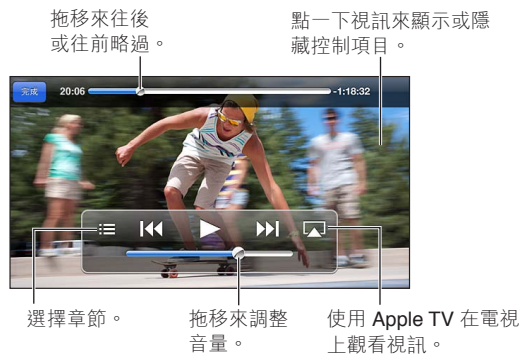 拖移來往後
或往前略過。
點一下視訊來顯示或隱
藏控制項目。
完成 20:06 -1:18:32
選擇章節。
拖移來調整
音量。
使用 Apple TV 在電視
上觀看視訊。